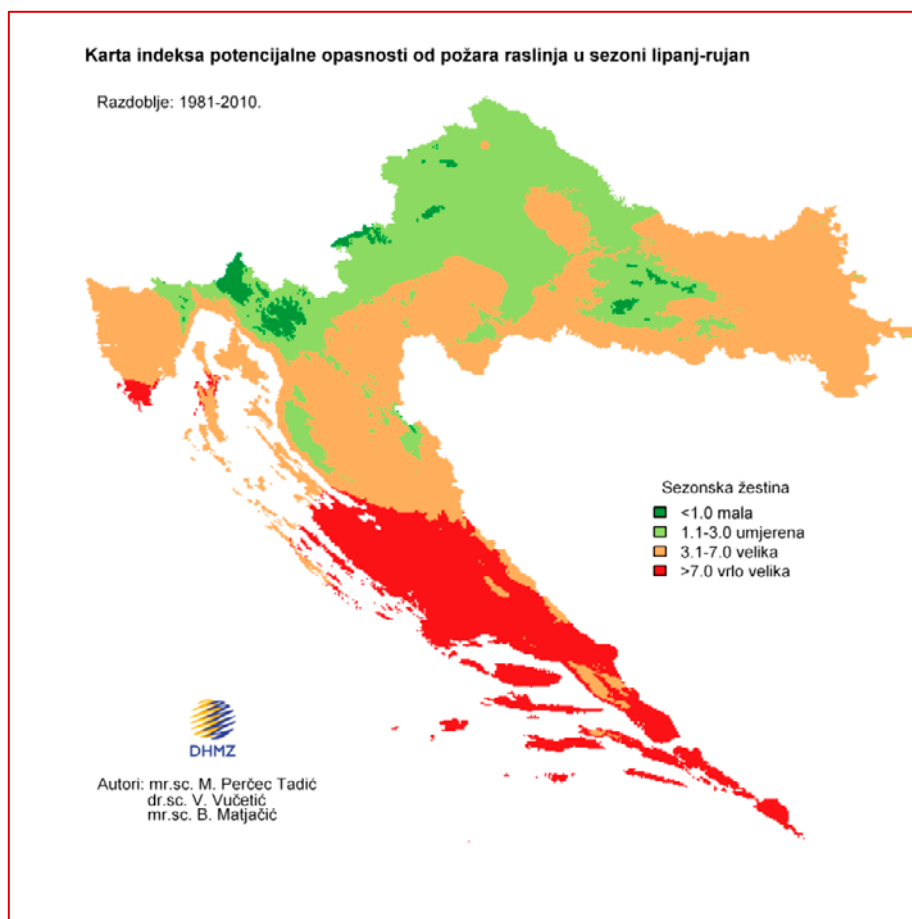 Karta indeksa potencijalne opasnosti od požara raslinja u sezoni lipanj-rujan
Razdoblje: 1981-2010.
Sezonska žestina
<1.0 mala
1.1-3.0 umjerena
3.1-7.0 velika
>7.0 vrlo velika
DHMZ
Autori: mr.sc. M. Perčec Tadić
dr.sc. V. Vučetić
mr.sc. B. Matjačić